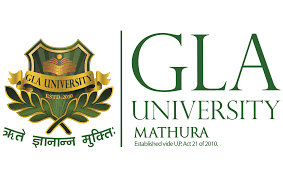 GLA UNIVERSITY
ESTD. 2010
ऋते ज्ञानान्न मुक्तिः
GLA
UNIVERSITY
MATHURA
Established vide U.P. Act 21 of 2010.